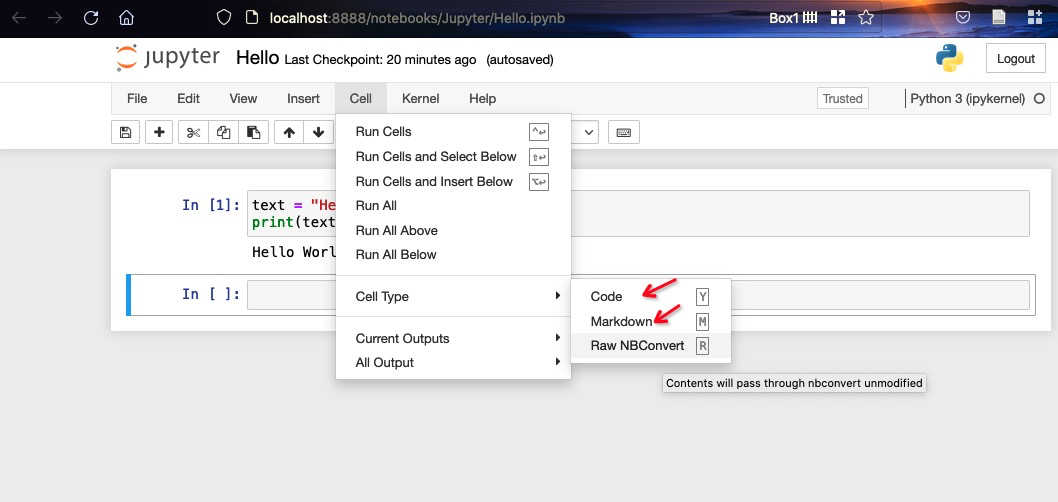 localhost:8888/notebooks/Jupyter/Hello.ipynb Box1
jupyter Hello Last Checkpoint: 20 minutes ago (autosaved) Logout
File Edit View Insert Cell Kernel Help Trusted Python 3 (ipykernel)
Run Cells
Run Cells and Select Below
Run Cells and Insert Below
Run All
Run All Above
Run All Below
Cell Type
Current Outputs
All Output
Code Y
Markdown M
Raw NBConvert R
Contents will pass through nbconvert unmodified
In [1]: text = "He
print(text
Hello Worl
In [ ]: